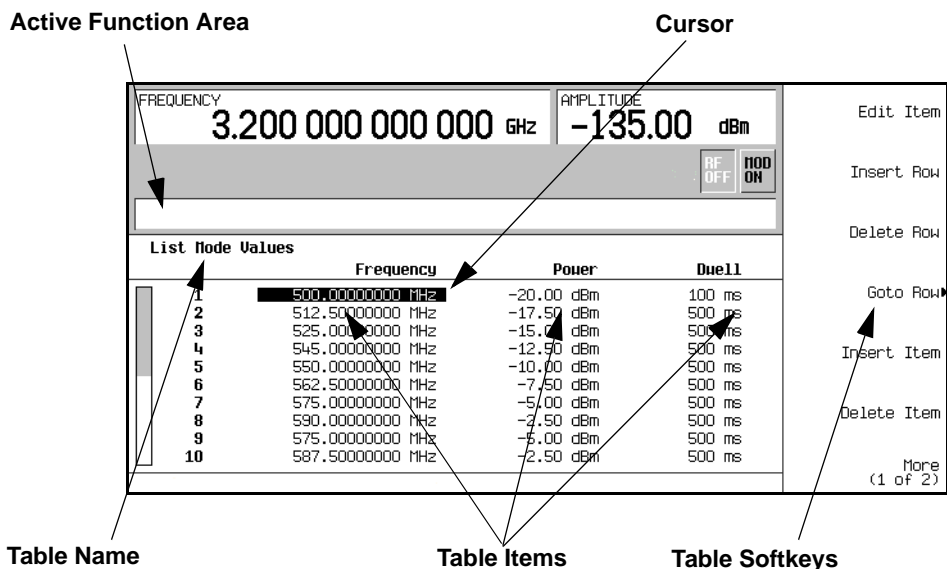 Active Function Area
Cursor
FREQUENCY
3.200 000 000 000 GHz
AMPLITUDE
-135.00 dBm
RF OFF
MOD ON
Edit Item
Insert Row
Delete Row
Goto Row
Insert Item
Delete Item
More
(1 of 2)
List Mode Values
Frequency Power Dwell
1 500.00000000 MHz -20.00 dBm 100 ms
2 512.50000000 MHz -17.50 dBm 500 ms
3 525.00000000 MHz -15.00 dBm 500 ms
4 545.00000000 MHz -12.50 dBm 500 ms
5 550.00000000 MHz -10.00 dBm 500 ms
6 562.50000000 MHz -7.50 dBm 500 ms
7 575.00000000 MHz -5.00 dBm 500 ms
8 590.00000000 MHz -2.50 dBm 500 ms
9 575.00000000 MHz -5.00 dBm 500 ms
10 587.50000000 MHz -2.50 dBm 500 ms
Table Name
Table Items
Table Softkeys